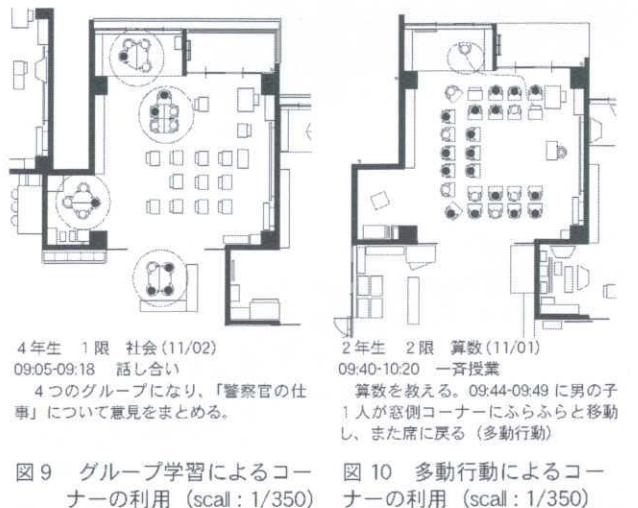 4年生 1限 社会(11/02)
09:05-09:18 話し合い
4つのグループになり、「警察官の仕
事」について意見をまとめる。
図9 グループ学習によるコー
ナーの利用 (scall : 1/350)
2年生 2限 算数(11/01)
09:40-10:20 一斉授業
算数を教える。09:44-09:49 に男の子
1人が窓側コーナーにふらふらと移動
し、また席に戻る（多動行動）
図10 多動行動によるコー
ナーの利用 (scall : 1/350)